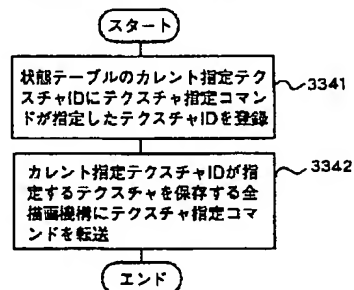 スタート
状態テーブルのカレント指定テク
スチャIDにテクスチャ指定コマン
ドが指定したテクスチャIDを登録
3341
カレント指定テクスチャIDが指
定するテクスチャを保存する全
描画機構にテクスチャ指定コマ
ンドを転送
3342
エンド